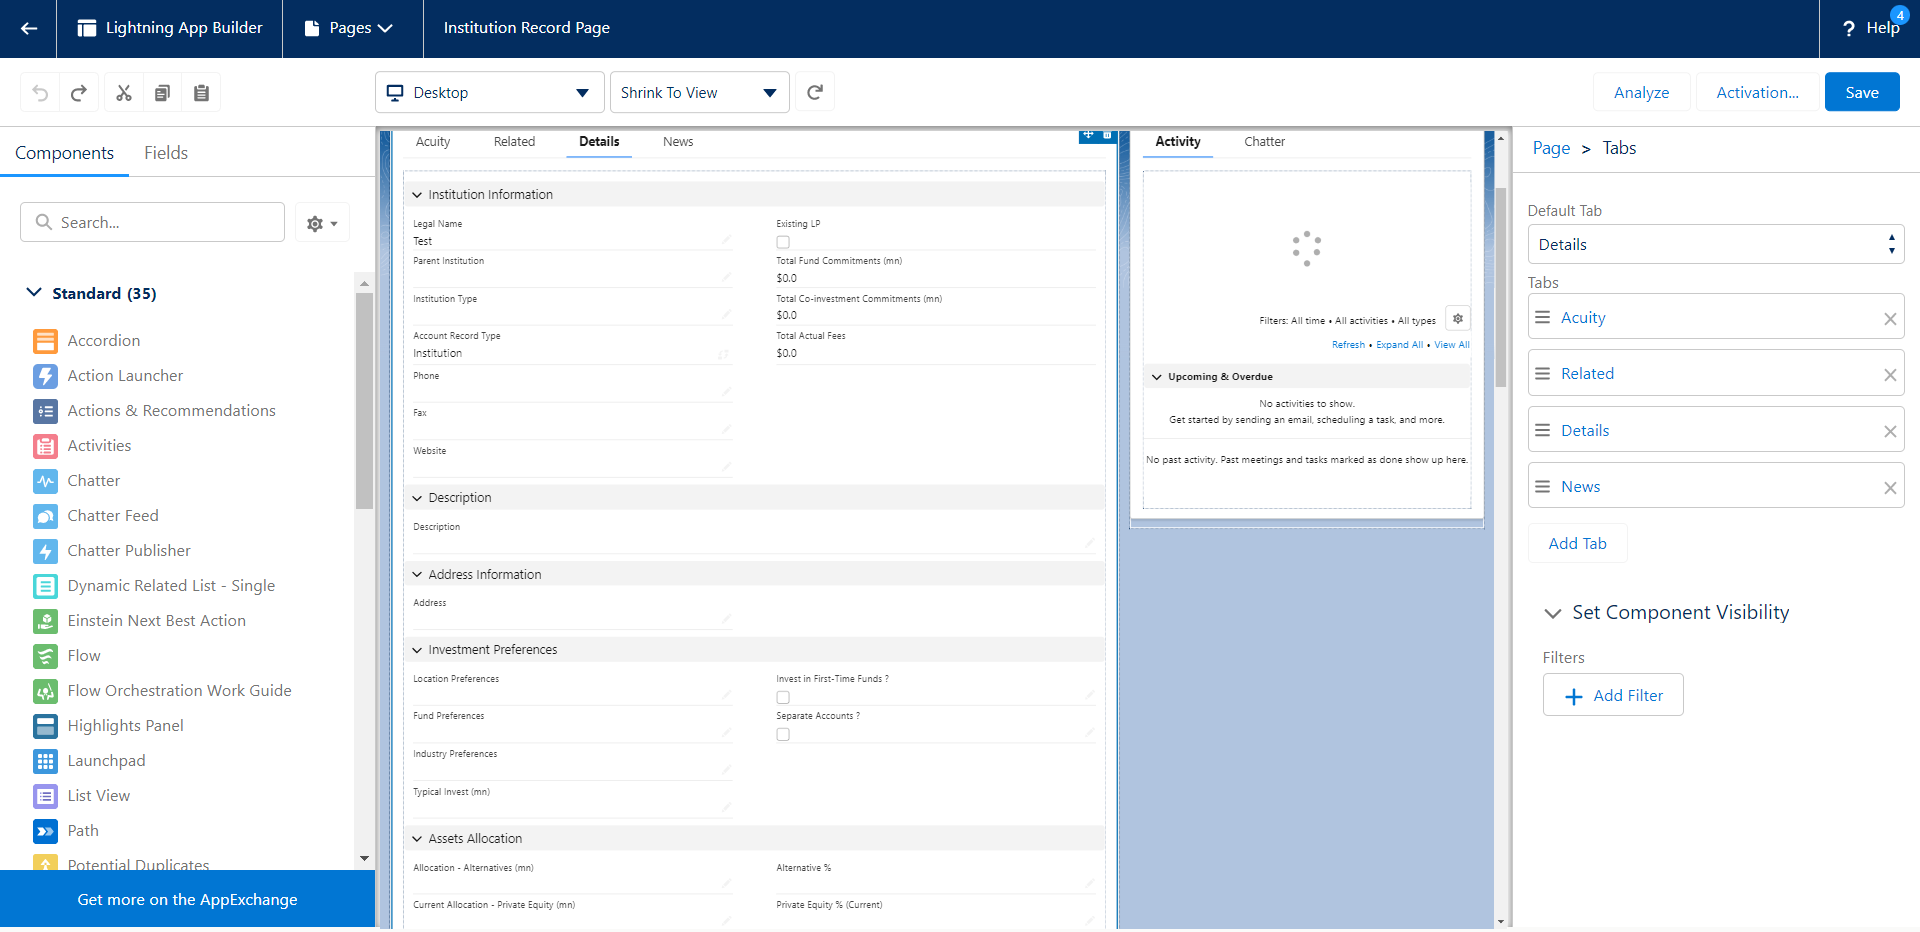 Lightning App Builder
Pages
Institution Record Page
4
? Help
Desktop
Shrink To View
Analyze
Activation...
Save
Components
Fields
Search...
Standard (35)
Accordion
Action Launcher
Actions & Recommendations
Activities
Chatter
Chatter Feed
Chatter Publisher
Dynamic Related List - Single
Einstein Next Best Action
Flow
Flow Orchestration Work Guide
Highlights Panel
Launchpad
List View
Path
Potential Duplicates
Get more on the AppExchange
Acuity
Related
Details
News
Institution Information
Legal Name
Test
Existing LP
Parent Institution
Total Fund Commitments (mn)
$0.0
Institution Type
Total Co-investment Commitments (mn)
$0.0
Account Record Type
Institution
Total Actual Fees
$0.0
Phone
Fax
Website
Description
Description
Address Information
Address
Investment Preferences
Location Preferences
Invest in First-Time Funds ?
Fund Preferences
Separate Accounts ?
Industry Preferences
Typical Invest (mn)
Assets Allocation
Allocation - Alternatives (mn)
Alternative %
Current Allocation - Private Equity (mn)
Private Equity % (Current)
Activity
Chatter
Filters: All time • All activities • All types
Refresh • Expand All • View All
Upcoming & Overdue
No activities to show.
Get started by sending an email, scheduling a task, and more.
No past activity. Past meetings and tasks marked as done show up here.
Page > Tabs
Default Tab
Details
Tabs
Acuity
Related
Details
News
Add Tab
Set Component Visibility
Filters
Add Filter